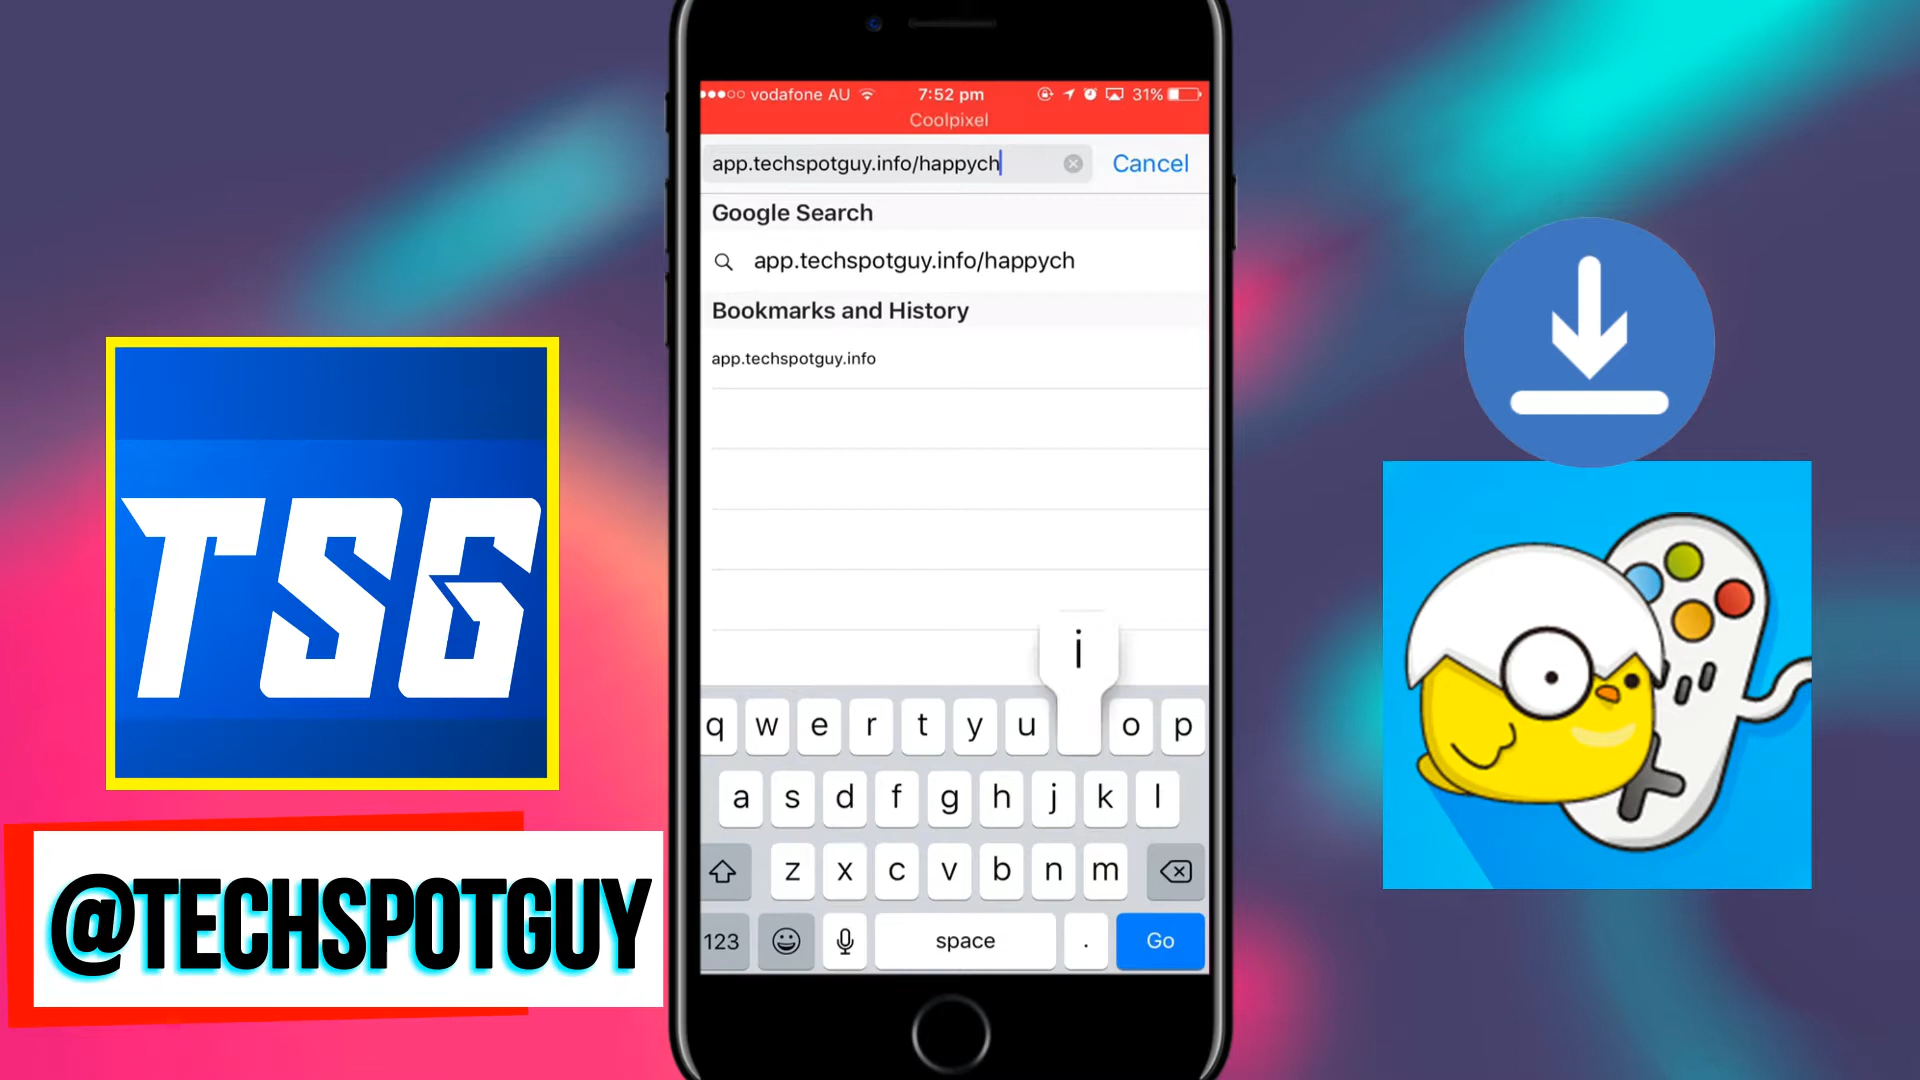 vodafone AU
7:52 pm
31%
Coolpixel
app.techspotguy.info/happych
Cancel
Google Search
app.techspotguy.info/happych
Bookmarks and History
app.techspotguy.info
i
q w e r t y u o p
a s d f g h j k l
z x c v b n m
123
space
.
Go
TSG
@TECHSPOTGUY